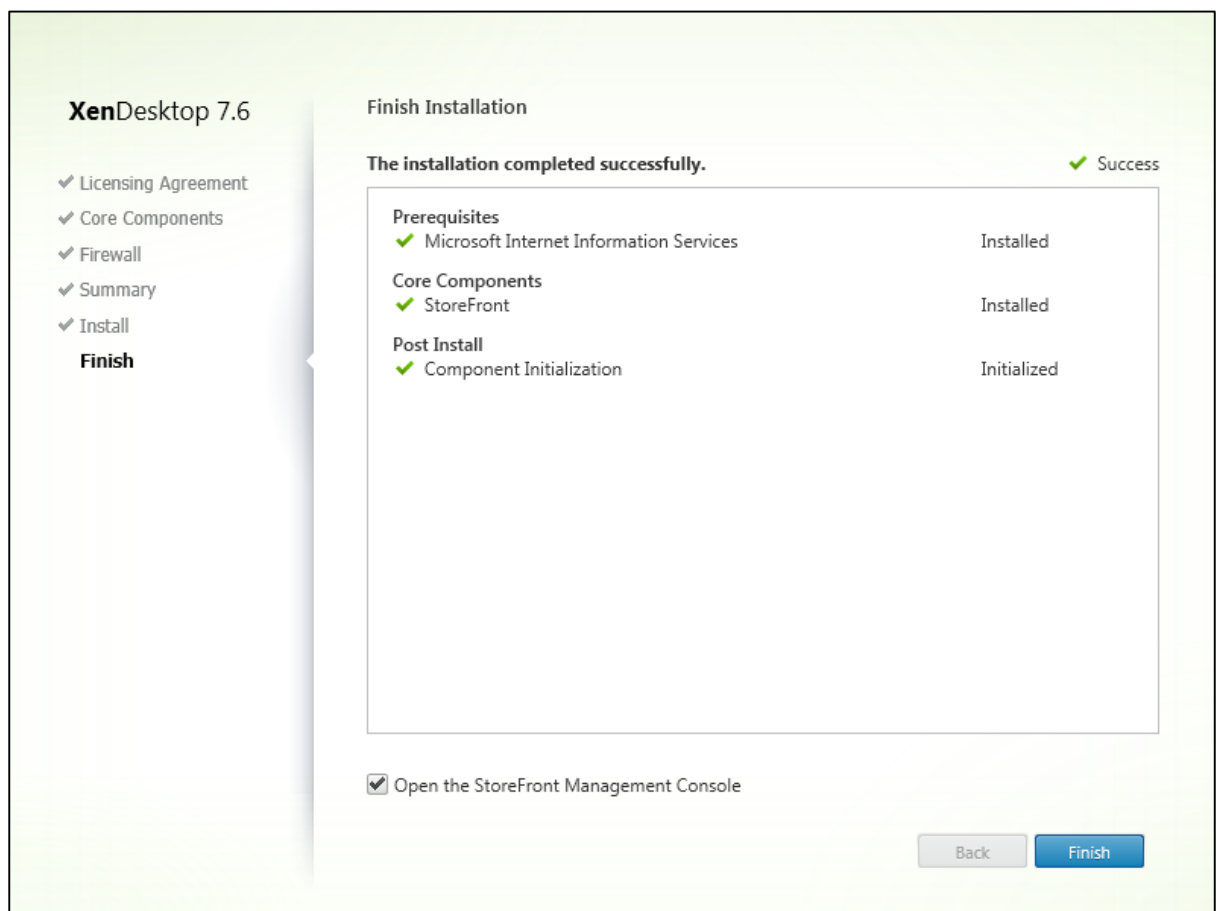 XenDesktop 7.6
Licensing Agreement
Core Components
Firewall
Summary
Install
Finish
Finish Installation
The installation completed successfully.
Success
Prerequisites
Microsoft Internet Information Services Installed
Core Components
StoreFront Installed
Post Install
Component Initialization Initialized
Open the StoreFront Management Console
Back Finish